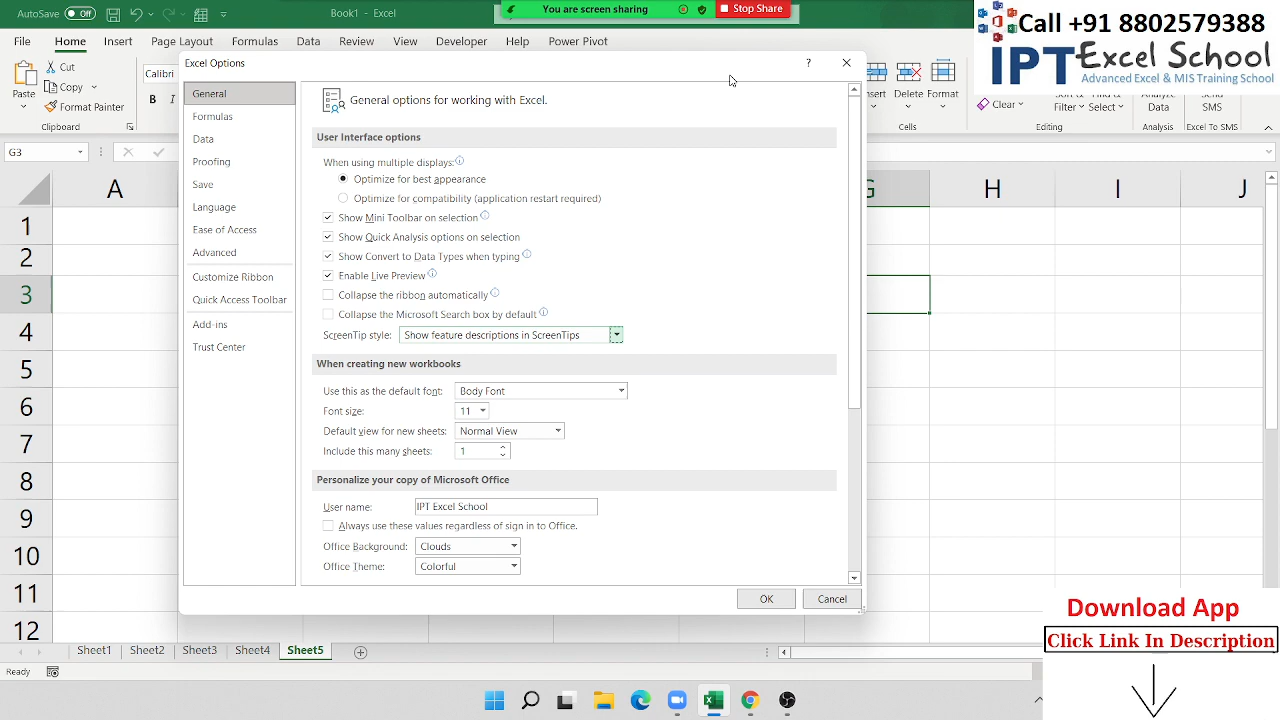 AutoSave Off
Book1 - Excel
You are screen sharing
Stop Share
Call +91 8802579388
IPT Excel School
Advanced Excel & MIS Training School
File Home Insert Page Layout Formulas Data Review View Developer Help Power Pivot
Paste
Cut
Copy
Format Painter
Clipboard
Calibri
B I
Delete Format
Cells
Clear
Filter Select
Editing
Data
Analysis
SMS
Excel To SMS
G3
Excel Options
?
General
Formulas
Data
Proofing
Save
Language
Ease of Access
Advanced
Customize Ribbon
Quick Access Toolbar
Add-ins
Trust Center
General options for working with Excel.
User Interface options
When using multiple displays:
Optimize for best appearance
Optimize for compatibility (application restart required)
Show Mini Toolbar on selection
Show Quick Analysis options on selection
Show Convert to Data Types when typing
Enable Live Preview
Collapse the ribbon automatically
Collapse the Microsoft Search box by default
ScreenTip style: Show feature descriptions in ScreenTips
When creating new workbooks
Use this as the default font: Body Font
Font size: 11
Default view for new sheets: Normal View
Include this many sheets: 1
Personalize your copy of Microsoft Office
User name: IPT Excel School
Always use these values regardless of sign in to Office.
Office Background: Clouds
Office Theme: Colorful
OK Cancel
A H I J
1
2
3
4
5
6
7
8
9
10
11
12
Sheet1 Sheet2 Sheet3 Sheet4 Sheet5
Ready
Download App
Click Link In Description